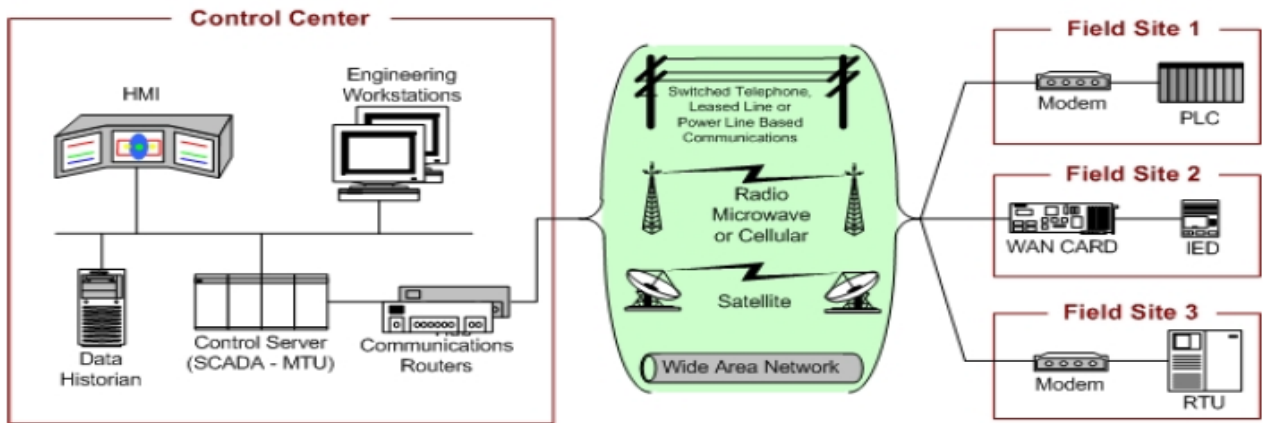 Control Center
HMI
Engineering
Workstations
Data
Historian
Control Server
(SCADA - MTU)
Communications
Routers
Switched Telephone,
Leased Line or
Power Line Based
Communications
Radio
Microwave
or Cellular
Satellite
Wide Area Network
Field Site 1
Modem
PLC
Field Site 2
WAN CARD
IED
Field Site 3
Modem
RTU